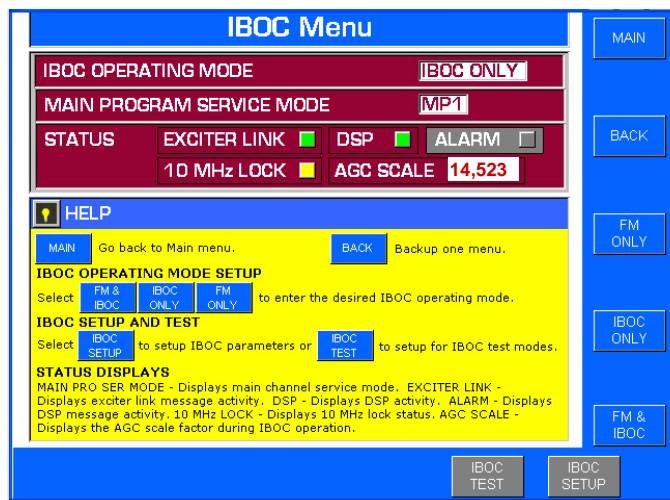 IBOC Menu
IBOC OPERATING MODE IBOC ONLY
MAIN PROGRAM SERVICE MODE MP1
STATUS EXCITER LINK DSP ALARM
10 MHz LOCK AGC SCALE 14,523
HELP
MAIN Go back to Main menu. BACK Backup one menu.
IBOC OPERATING MODE SETUP
Select FM & IBOC IBOC ONLY FM ONLY to enter the desired IBOC operating mode.
IBOC SETUP AND TEST
Select IBOC SETUP to setup IBOC parameters or IBOC TEST to setup for IBOC test modes.
STATUS DISPLAYS
MAIN PRO SER MODE - Displays main channel service mode. EXCITER LINK -
Displays exciter link message activity. DSP - Displays DSP activity. ALARM - Displays
DSP message activity. 10 MHz LOCK - Displays 10 MHz lock status. AGC SCALE -
Displays the AGC scale factor during IBOC operation.
MAIN
BACK
FM
ONLY
IBOC
ONLY
FM &
IBOC
IBOC
TEST
IBOC
SETUP